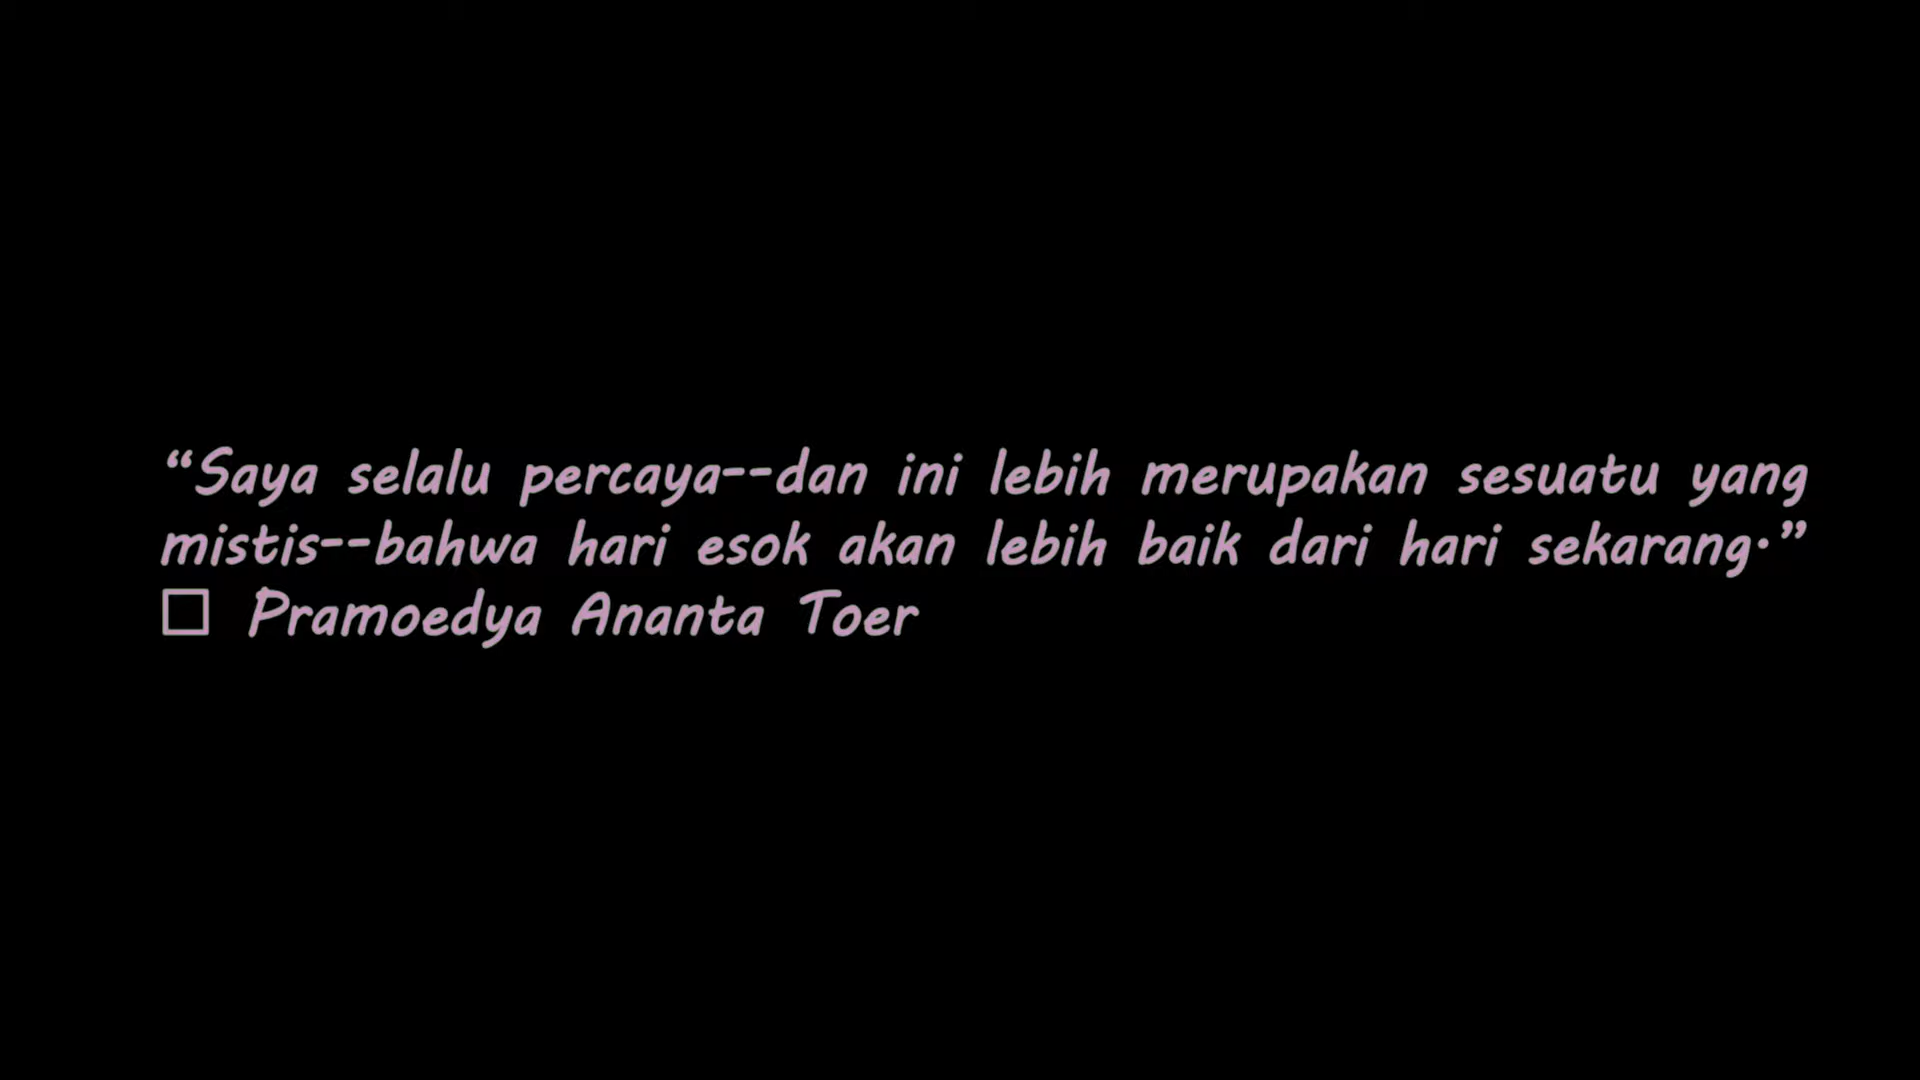 “Saya selalu percaya--dan ini lebih merupakan sesuatu yang
mistis--bahwa hari esok akan lebih baik dari hari sekarang.”
□ Pramoedya Ananta Toer